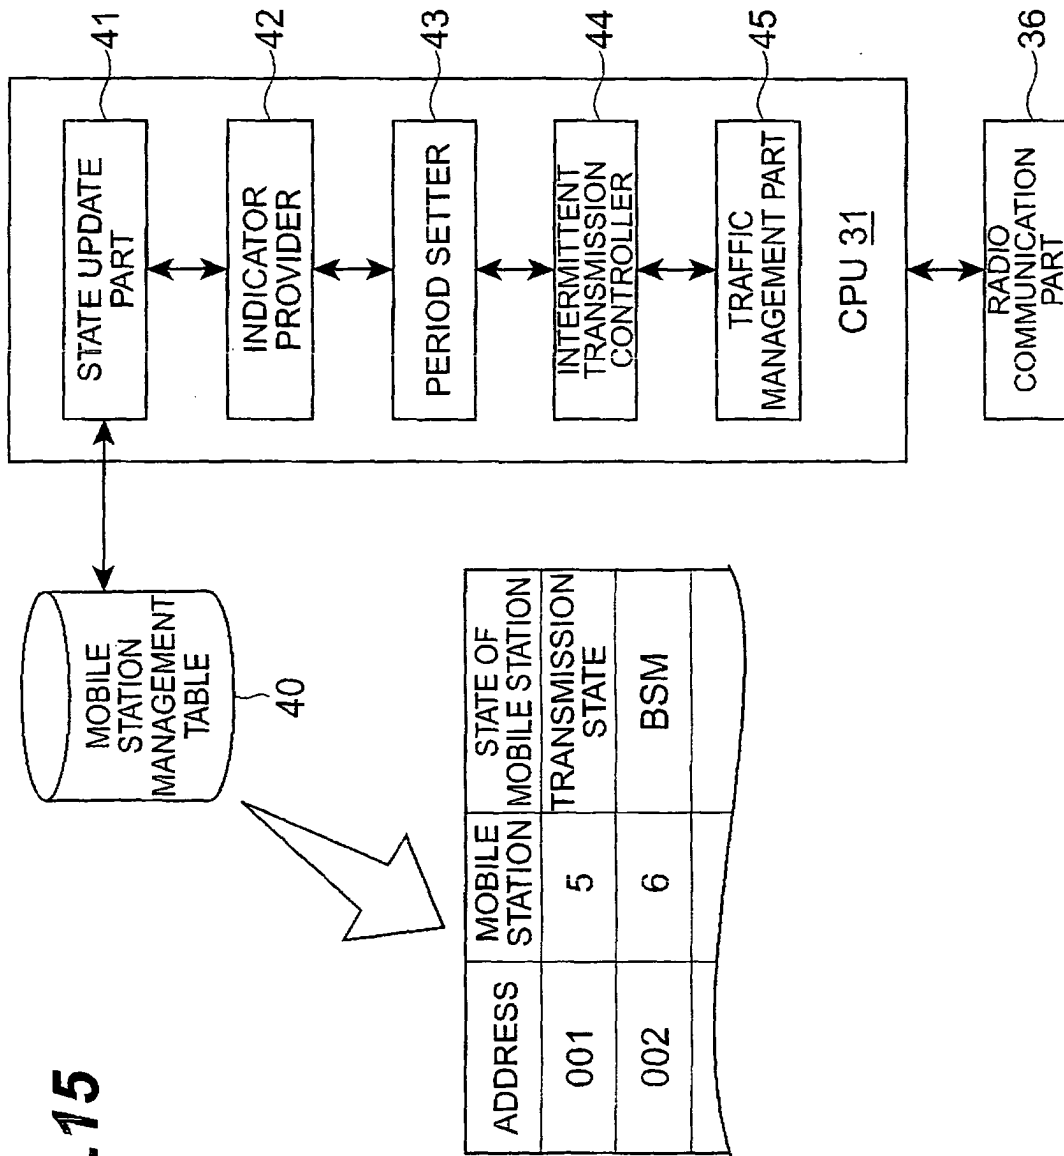 .15
MOBILE
STATION
MANAGEMENT
TABLE
40
STATE UPDATE
PART
41
INDICATOR
PROVIDER
42
PERIOD SETTER
43
INTERMITTENT
TRANSMISSION
CONTROLLER
44
TRAFFIC
MANAGEMENT PART
45
CPU 31
RADIO
COMMUNICATION
PART
36
ADDRESS
MOBILE
STATION
STATE OF
MOBILE STATION
001
5
TRANSMISSION
STATE
002
6
BSM